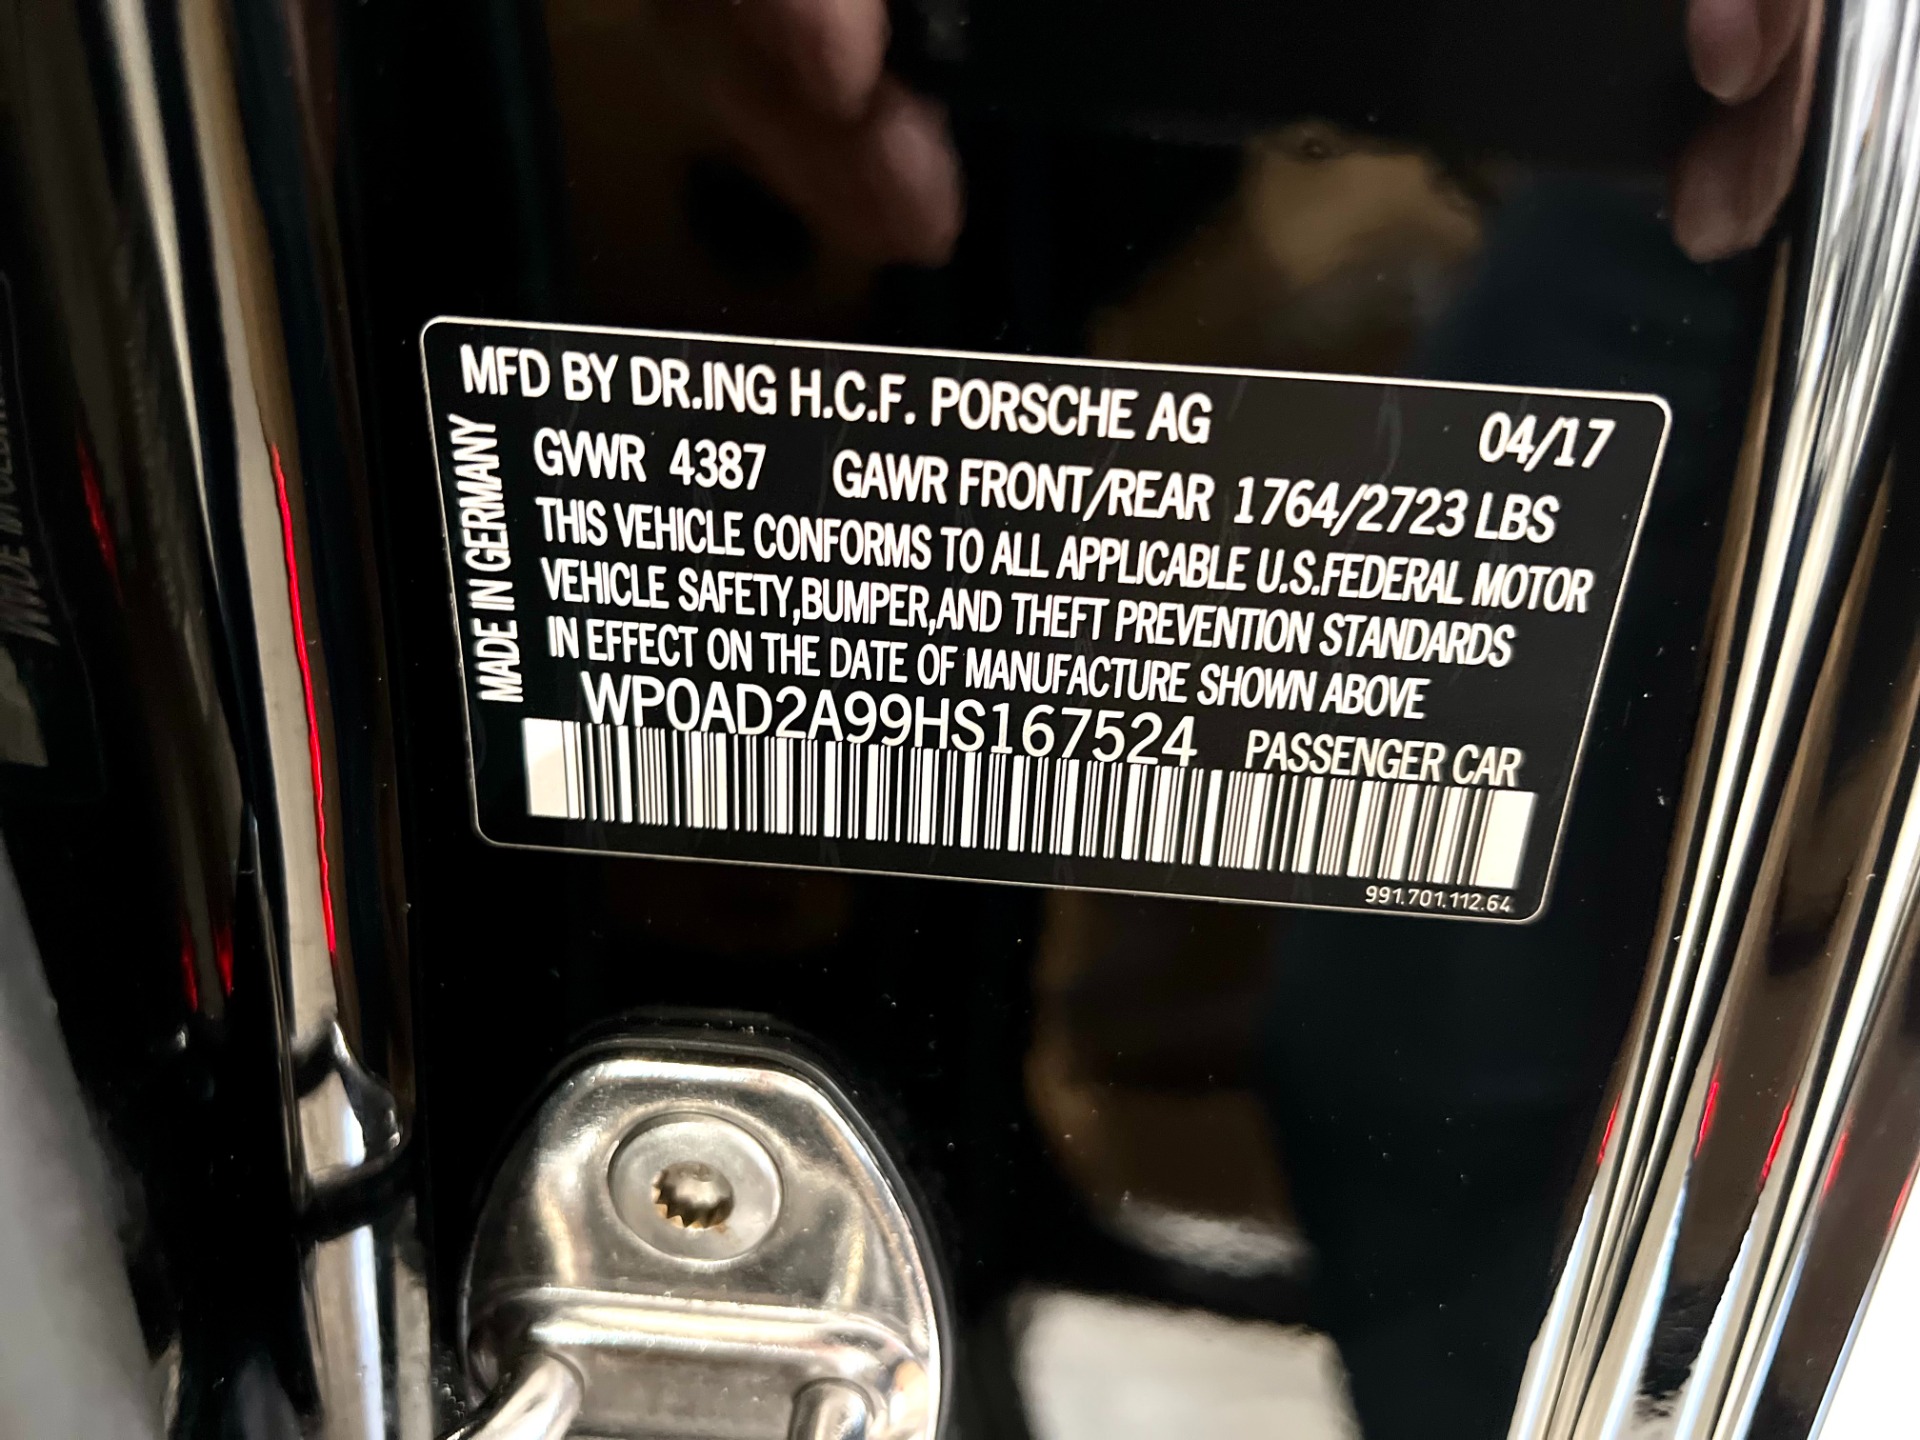 MFD BY DR.ING H.C.F. PORSCHE AG 04/17
GVWR 4387 GAWR FRONT/REAR 1764/2723 LBS
THIS VEHICLE CONFORMS TO ALL APPLICABLE U.S.FEDERAL MOTOR
VEHICLE SAFETY,BUMPER,AND THEFT PREVENTION STANDARDS
IN EFFECT ON THE DATE OF MANUFACTURE SHOWN ABOVE
WP0AD2A99HS167524 PASSENGER CAR
991.701.112.64
MADE IN GERMANY